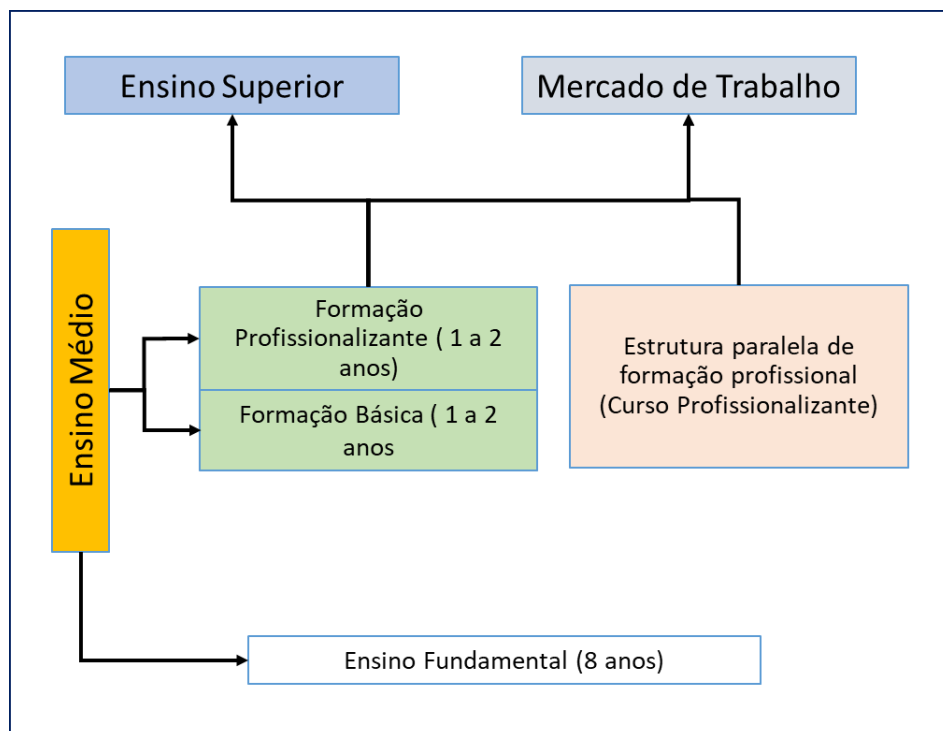 Ensino Superior
Mercado de Trabalho
Ensino Médio
Formação
Profissionalizante ( 1 a 2
anos)
Formação Básica ( 1 a 2
anos
Estrutura paralela de
formação profissional
(Curso Profissionalizante)
Ensino Fundamental (8 anos)